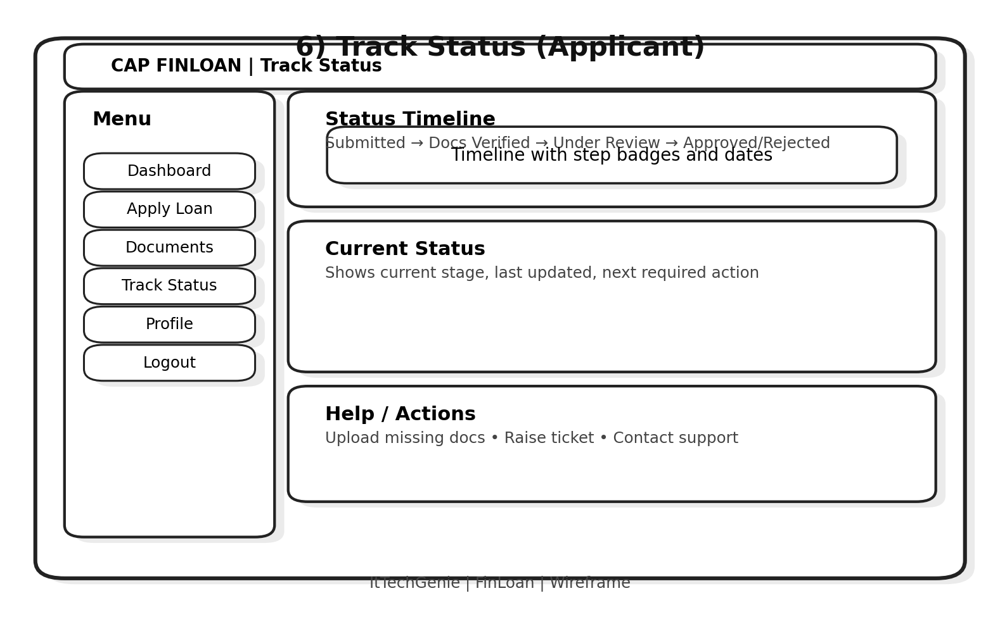 6) Track Status (Applicant)
CAP FINLOAN | Track Status
Menu
Dashboard
Apply Loan
Documents
Track Status
Profile
Logout
Status Timeline
Submitted → Docs Verified → Under Review → Approved/Rejected
Timeline with step badges and dates
Current Status
Shows current stage, last updated, next required action
Help / Actions
Upload missing docs • Raise ticket • Contact support
ItTechGenie | FinLoan | Wireframe